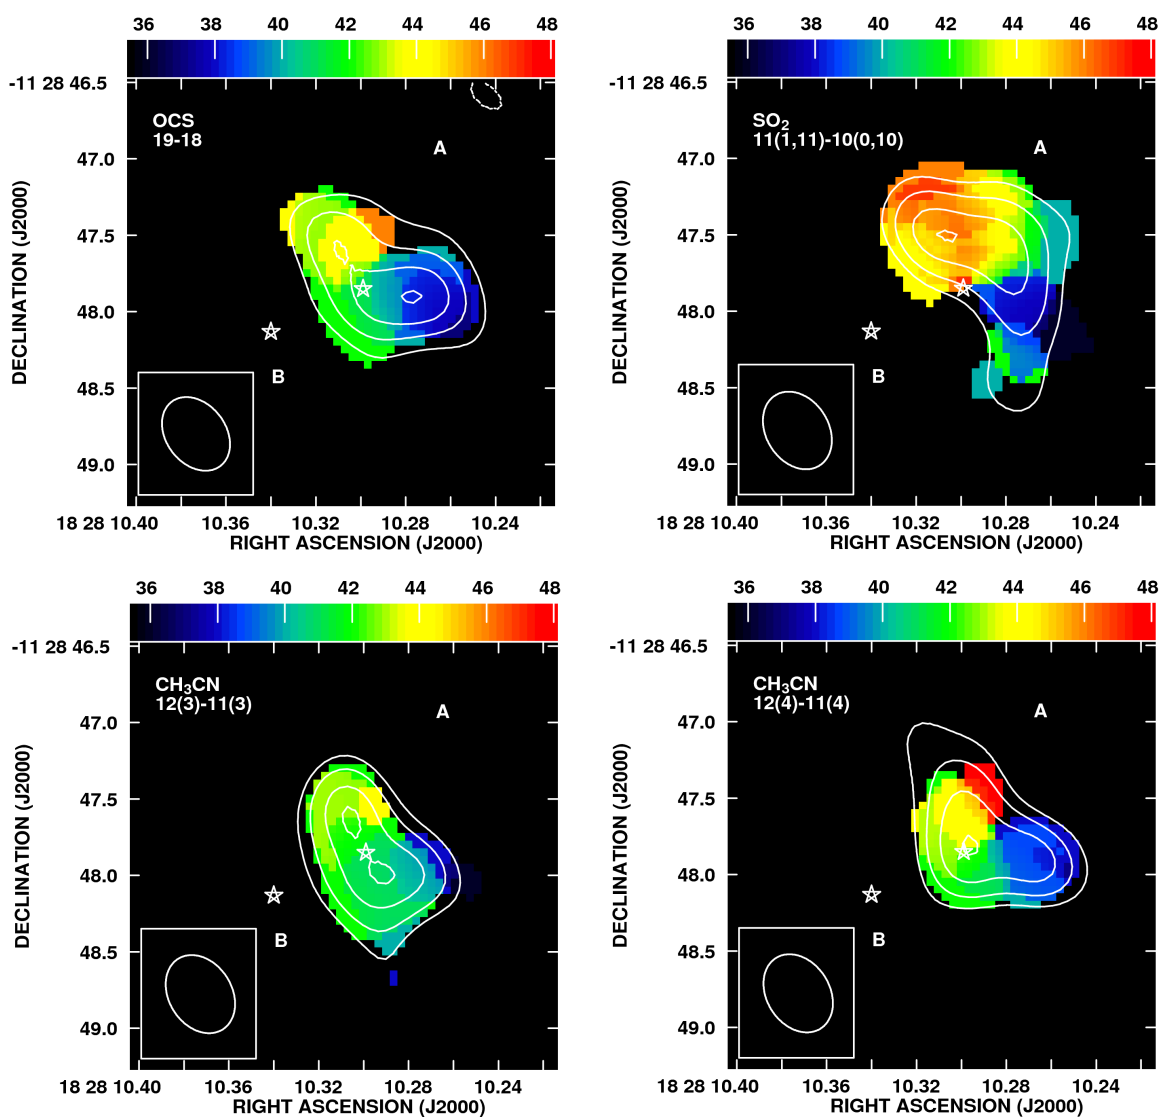 36 38 40 42 44 46 48
-11 28 46.5
OCS
19-18
A
47.0
47.5
48.0
B
48.5
49.0
DECLINATION (J2000)
18 28 10.40 10.36 10.32 10.28 10.24
RIGHT ASCENSION (J2000)
36 38 40 42 44 46 48
-11 28 46.5
SO2
11(1,11)-10(0,10)
A
47.0
47.5
48.0
B
48.5
49.0
DECLINATION (J2000)
18 28 10.40 10.36 10.32 10.28 10.24
RIGHT ASCENSION (J2000)
36 38 40 42 44 46 48
-11 28 46.5
CH3CN
12(3)-11(3)
A
47.0
47.5
48.0
B
48.5
49.0
DECLINATION (J2000)
18 28 10.40 10.36 10.32 10.28 10.24
RIGHT ASCENSION (J2000)
36 38 40 42 44 46 48
-11 28 46.5
CH3CN
12(4)-11(4)
A
47.0
47.5
48.0
B
48.5
49.0
DECLINATION (J2000)
18 28 10.40 10.36 10.32 10.28 10.24
RIGHT ASCENSION (J2000)